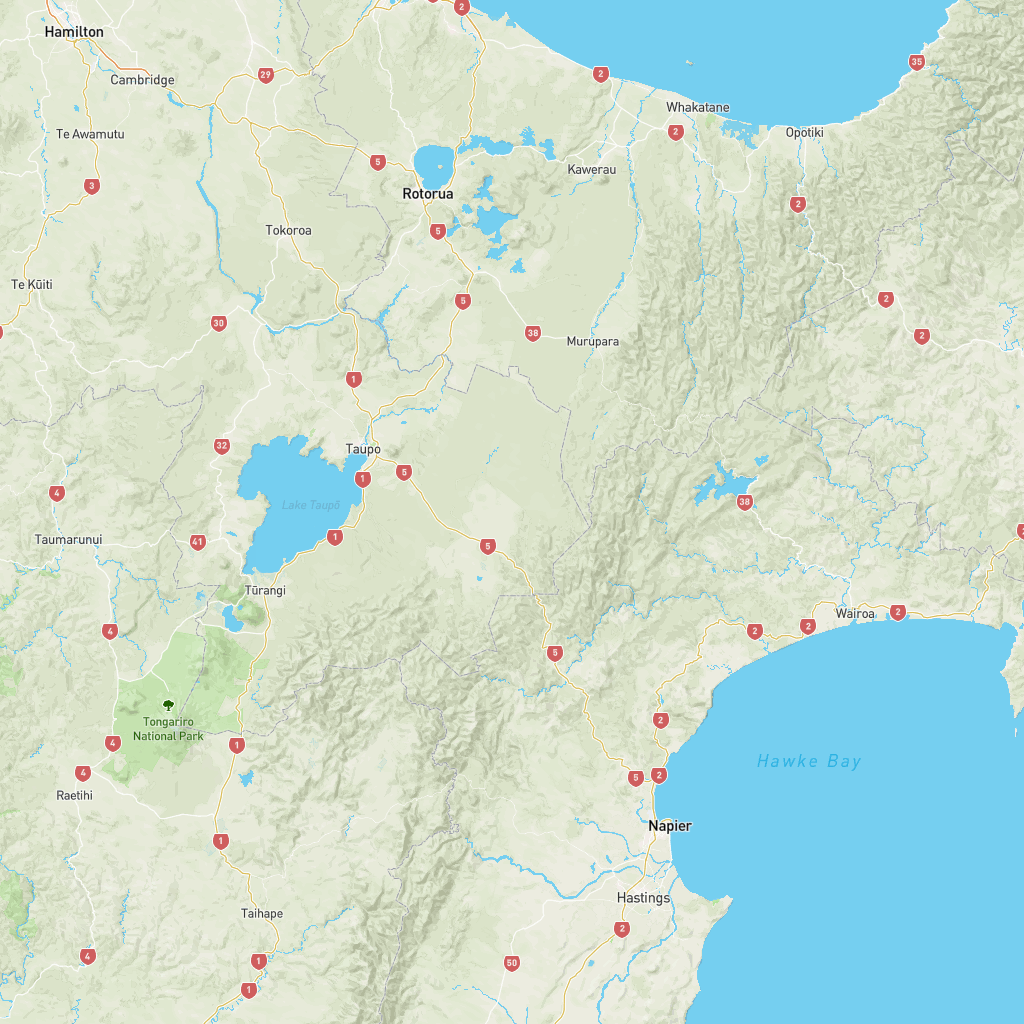 2
Hamilton
35
29
2
Cambridge
Whakatane
Te Awamutu
2
Opotiki
5
Kawerau
3
Rotorua
2
Tokoroa
5
Te Kūiti
2
5
30
38
2
Murupara
1
32
Taupo
5
1
4
Lake Taupō
38
1
Taumarunui
41
5
Tūrangi
Wairoa
2
2
4
2
5
Tongariro
National Park
2
4
1
Hawke Bay
4
5
2
Raetihi
Napier
1
Hastings
Taihape
2
4
1
50
1